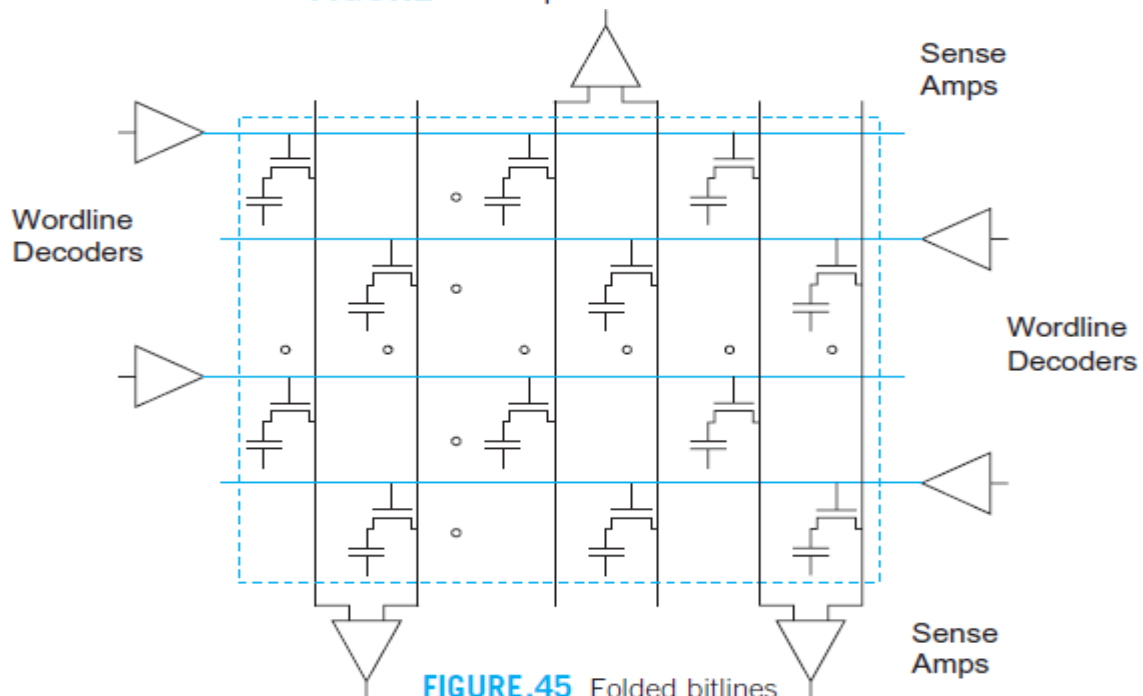 Sense
Amps
Wordline
Decoders
Wordline
Decoders
Sense
Amps
FIGURE.45 Folded bitlines